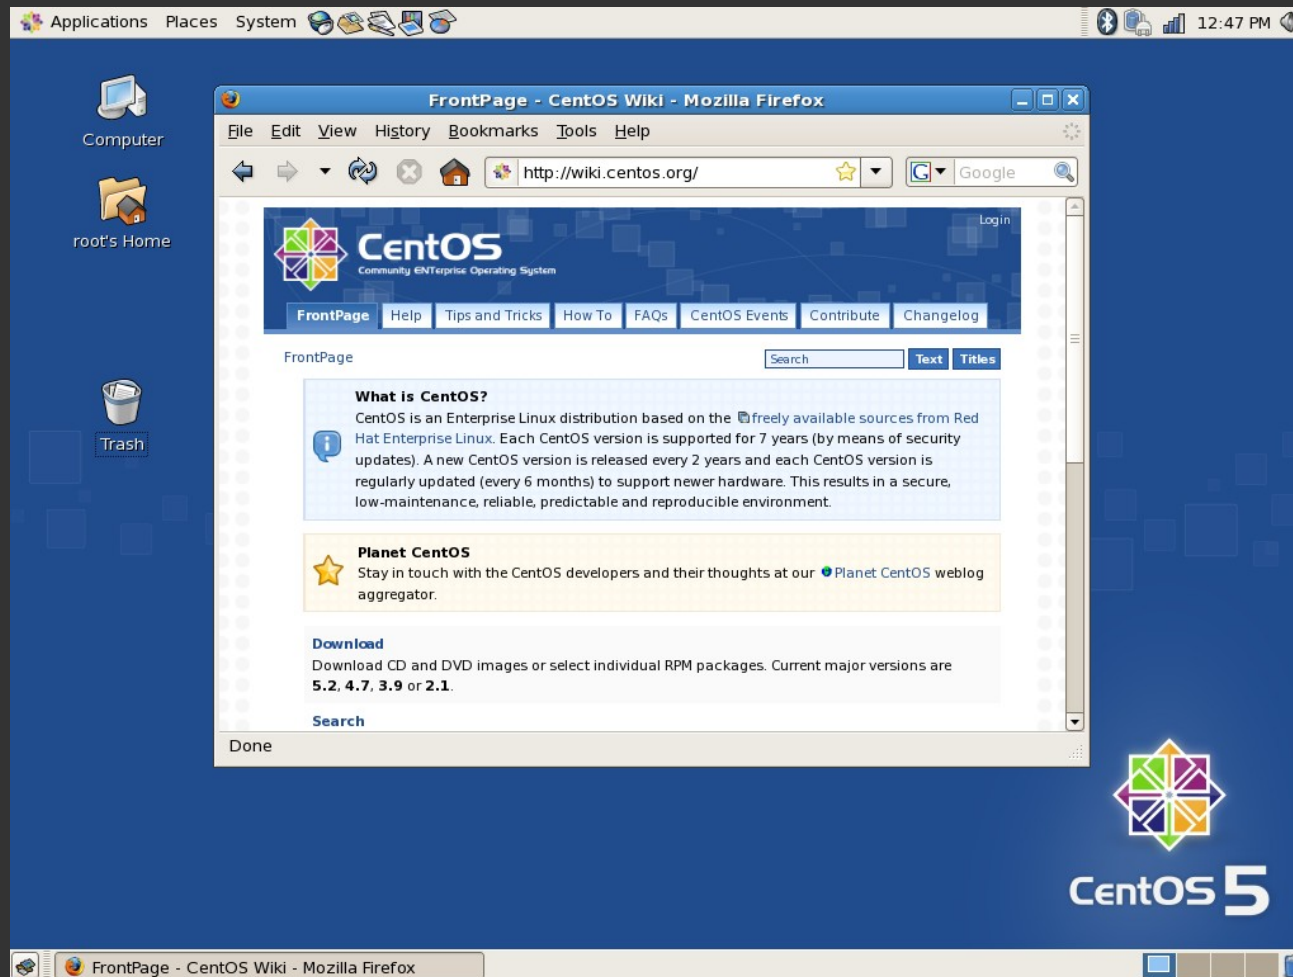 Applications Places System 12:47 PM
Computer
root's Home
Trash
FrontPage - CentOS Wiki - Mozilla Firefox
File Edit View History Bookmarks Tools Help
http://wiki.centos.org/ G Google
Login
CentOS
Community ENTerprise Operating System
FrontPage Help Tips and Tricks How To FAQs CentOS Events Contribute Changelog
FrontPage Search Text Titles
What is CentOS?
CentOS is an Enterprise Linux distribution based on the freely available sources from Red
Hat Enterprise Linux. Each CentOS version is supported for 7 years (by means of security
updates). A new CentOS version is released every 2 years and each CentOS version is
regularly updated (every 6 months) to support newer hardware. This results in a secure,
low-maintenance, reliable, predictable and reproducible environment.
Planet CentOS
Stay in touch with the CentOS developers and their thoughts at our Planet CentOS weblog
aggregator.
Download
Download CD and DVD images or select individual RPM packages. Current major versions are
5.2, 4.7, 3.9 or 2.1.
Search
Done
CentOS 5
FrontPage - CentOS Wiki - Mozilla Firefox